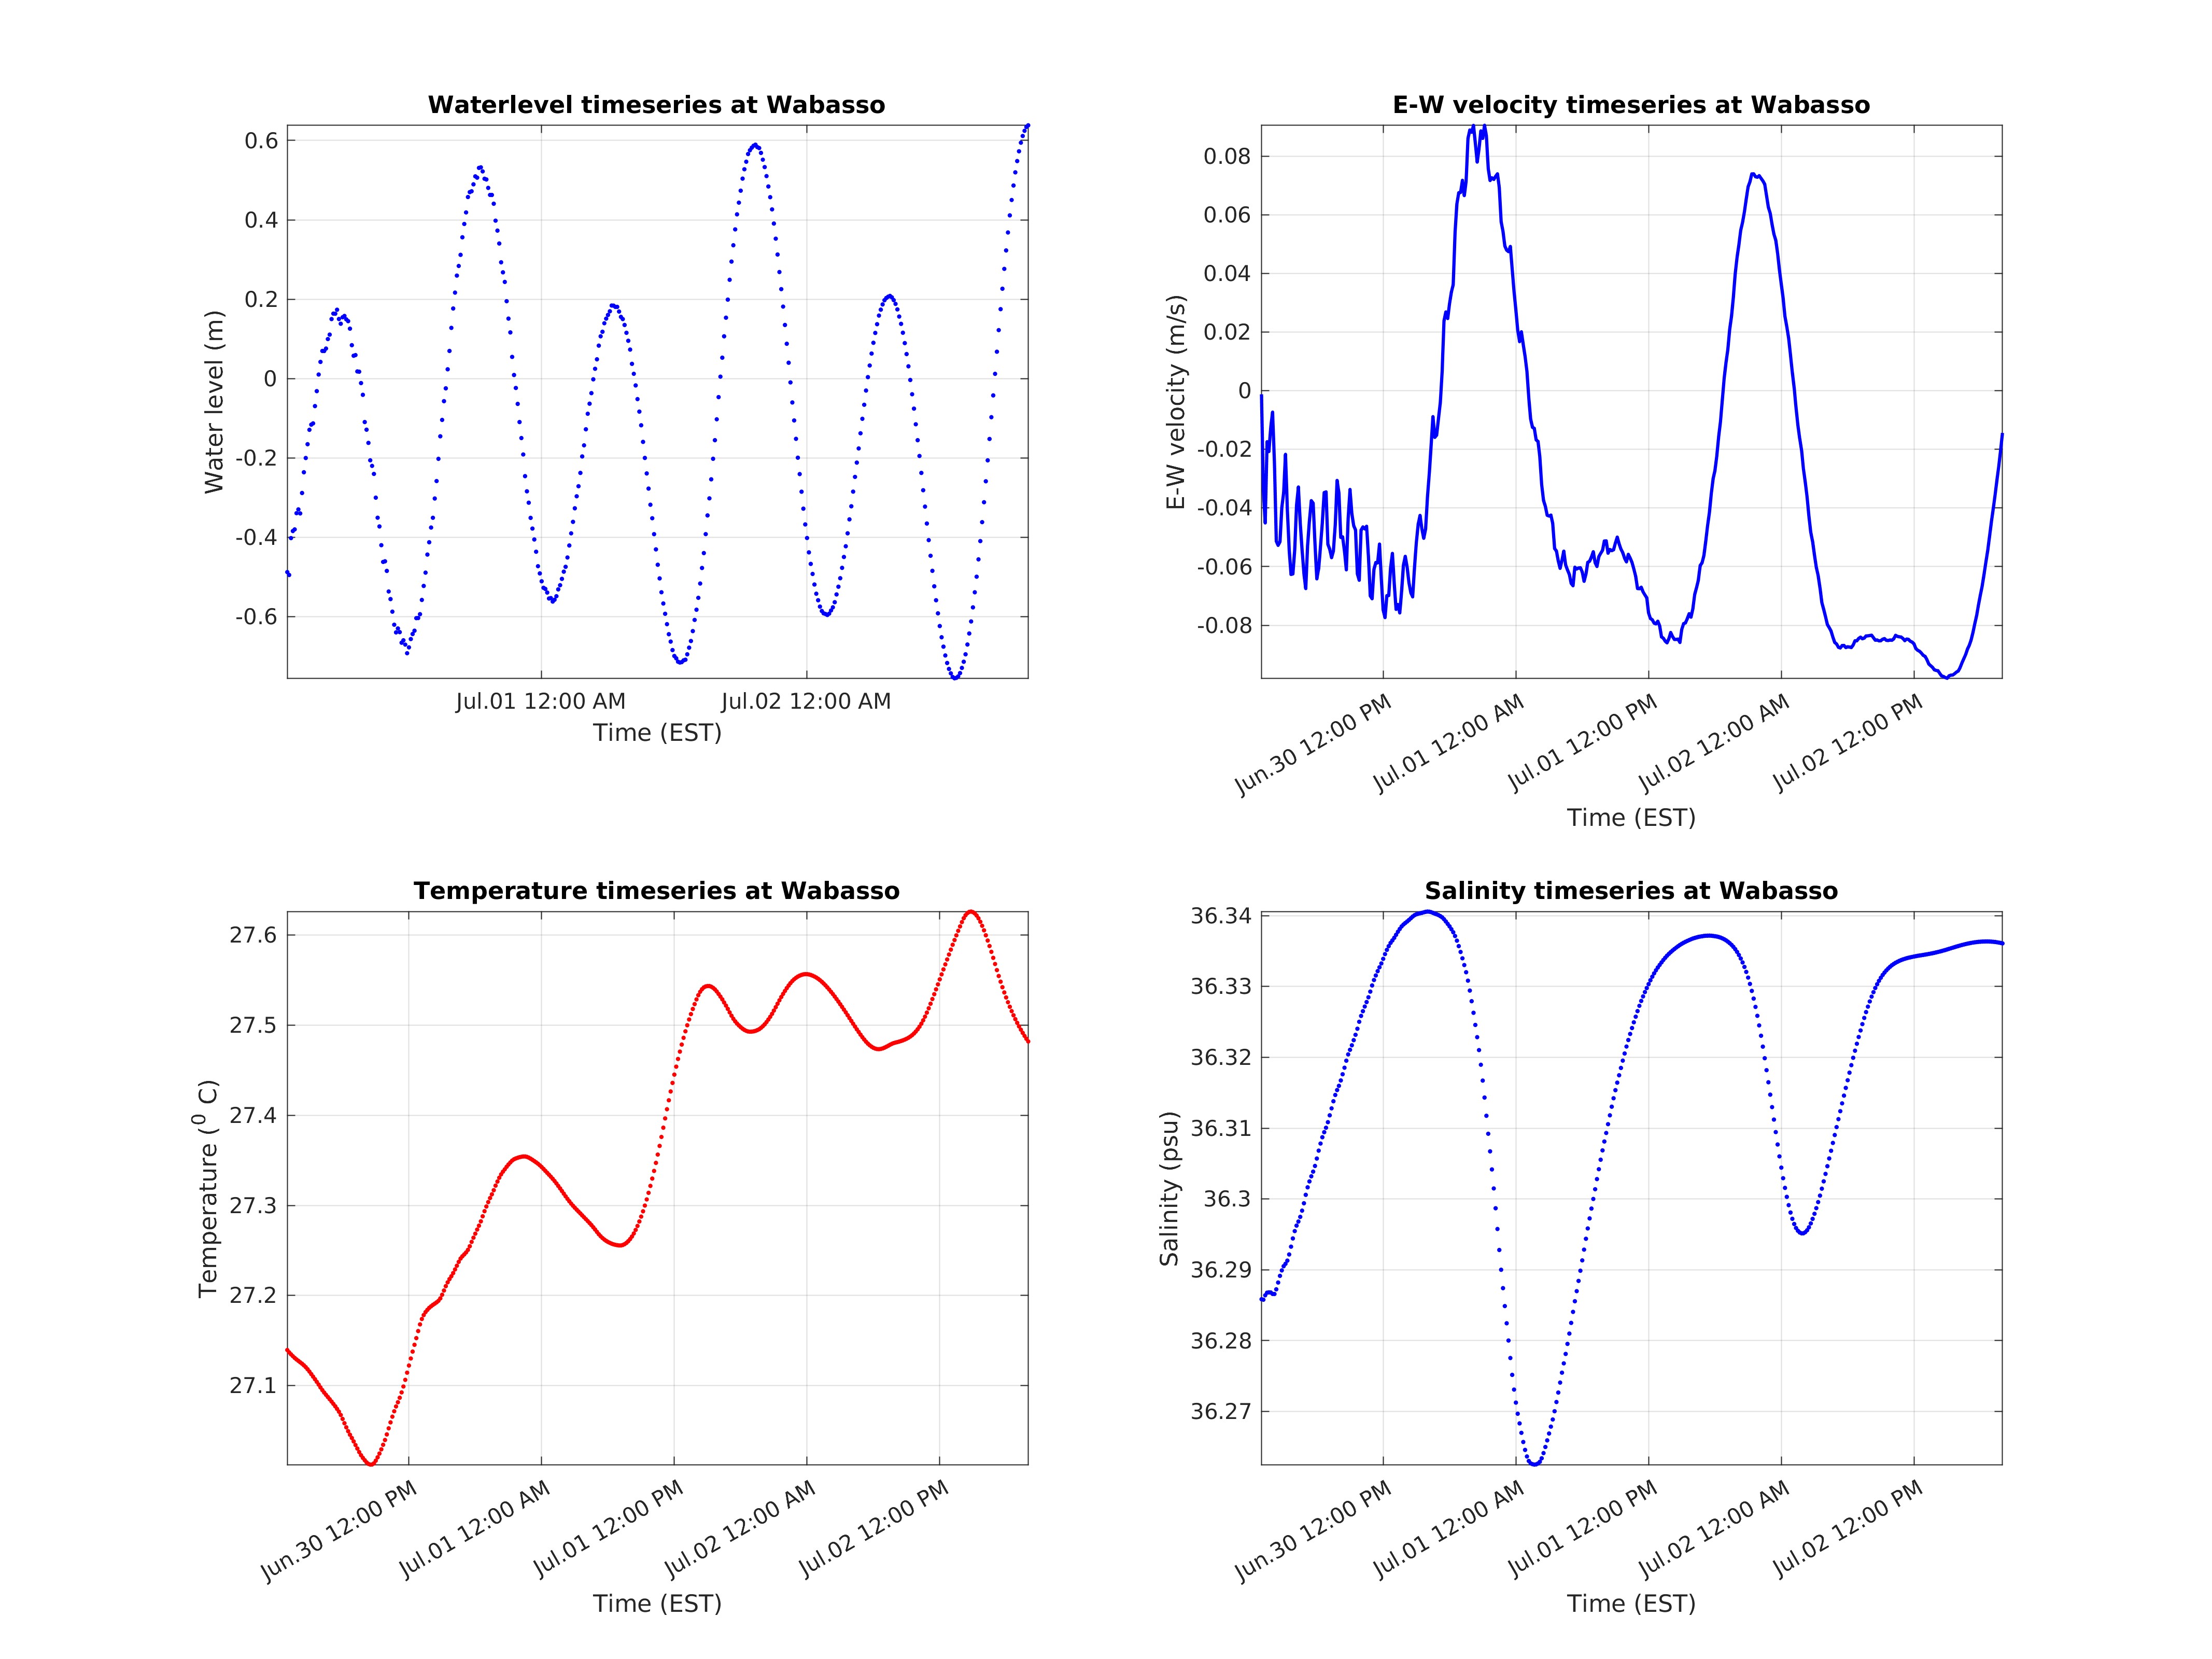 Waterlevel timeseries at Wabasso
0.6
0.4
0.2
0
-0.2
-0.4
-0.6
Water level (m)
Jul.01 12:00 AM
Jul.02 12:00 AM
Time (EST)
E-W velocity timeseries at Wabasso
0.08
0.06
0.04
0.02
0
-0.02
-0.04
-0.06
-0.08
E-W velocity (m/s)
Jun.30 12:00 PM
Jul.01 12:00 AM
Jul.01 12:00 PM
Jul.02 12:00 AM
Jul.02 12:00 PM
Time (EST)
Temperature timeseries at Wabasso
27.6
27.5
27.4
27.3
27.2
27.1
Temperature (⁰ C)
Jun.30 12:00 PM
Jul.01 12:00 AM
Jul.01 12:00 PM
Jul.02 12:00 AM
Jul.02 12:00 PM
Time (EST)
Salinity timeseries at Wabasso
36.34
36.33
36.32
36.31
36.3
36.29
36.28
36.27
Salinity (psu)
Jun.30 12:00 PM
Jul.01 12:00 AM
Jul.01 12:00 PM
Jul.02 12:00 AM
Jul.02 12:00 PM
Time (EST)